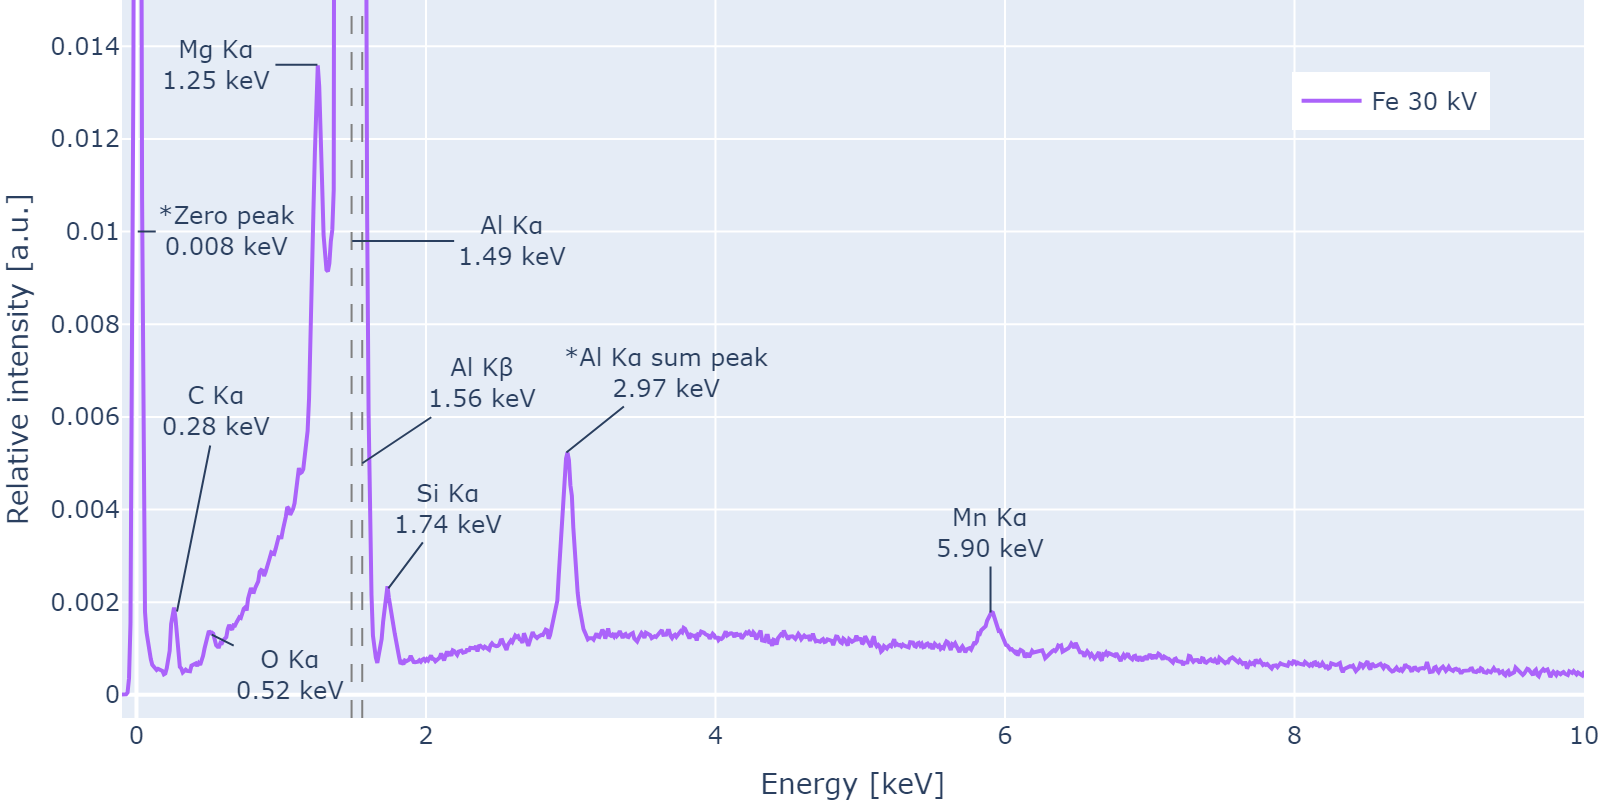 0.014
0.012
0.01
0.008
0.006
0.004
0.002
0
Relative intensity [a.u.]
Mg Kα
1.25 keV
*Zero peak
0.008 keV
C Kα
0.28 keV
O Kα
0.52 keV
Al Kα
1.49 keV
Al Kβ
1.56 keV
Si Kα
1.74 keV
*Al Kα sum peak
2.97 keV
Mn Kα
5.90 keV
Fe 30 kV
0 2 4 6 8 10
Energy [keV]